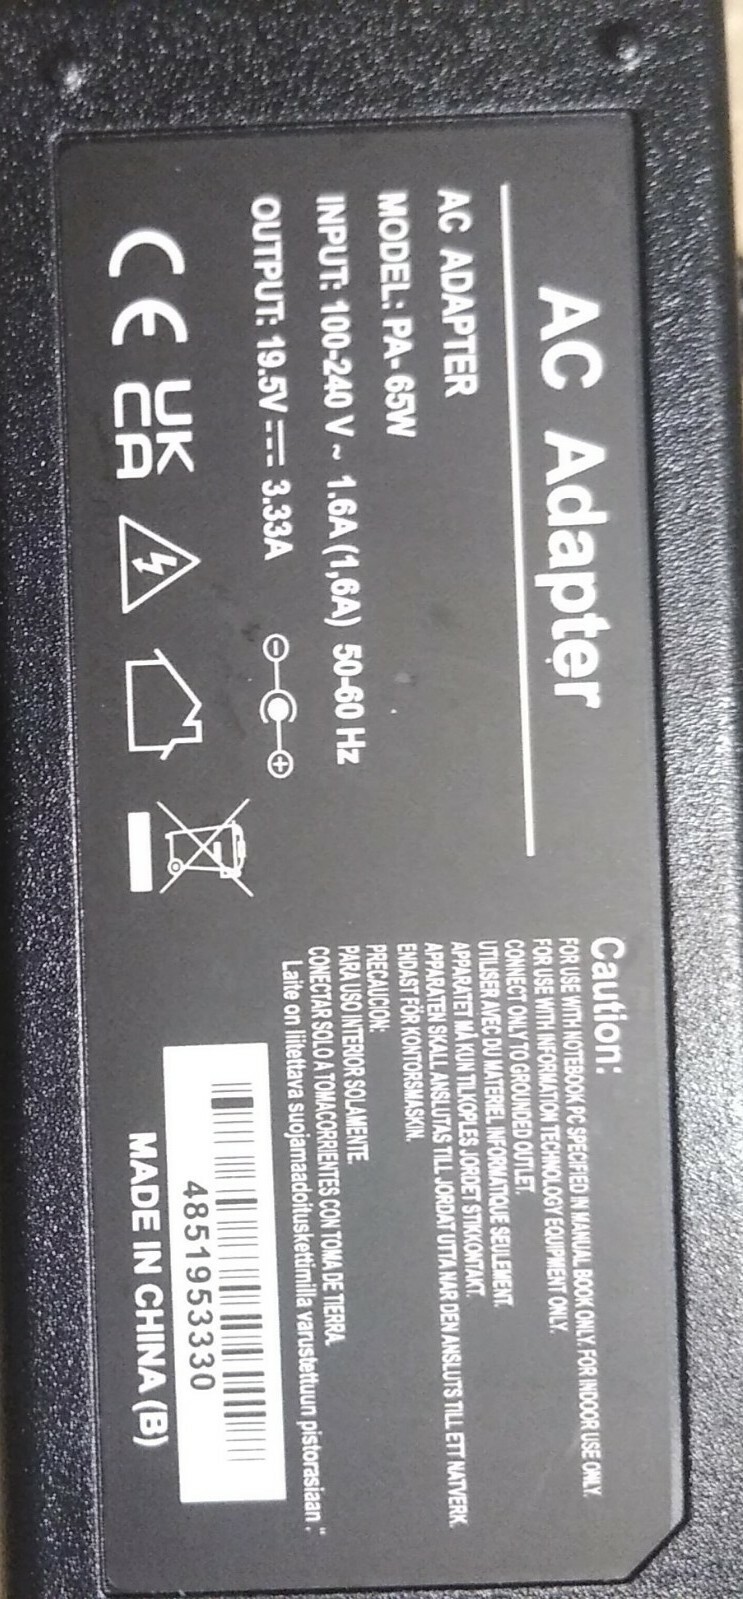 AC Adapter
AC ADAPTER
MODEL: PA-65W
INPUT: 100-240 V~ 1.6A (1,6A) 50-60 Hz
OUTPUT: 19.5V 3.33A
CE UK CA
Caution:
FOR USE WITH NOTEBOOK PC SPECIFIED IN MANUAL BOOK ONLY. FOR INDOOR USE ONLY.
FOR USE WITH INFORMATION TECHNOLOGY EQUIPMENT ONLY.
CONNECT ONLY TO GROUNDED OUTLET.
UTILISER AVEC DU MATERIEL INFORMATIQUE SEULEMENT.
APPARATET MÅ KUN TILKOPLES JORDET STIKKONTAKT.
APPARATEN SKALL ANSLUTAS TILL JORDAT UTTA NAR DEN ANSLUTS TILL ETT NATVERK.
ENDAST FÖR KONTORSMASKIN.
PRECAUCION:
PARA USO INTERIOR SOLAMENTE.
CONECTAR SOLO A TOMACORRIENTES CON TOMA DE TIERRA.
Laite on liitettava suojamaadoituskettimilla varustettuun pistorasiaan."
4851953330
MADE IN CHINA (B)